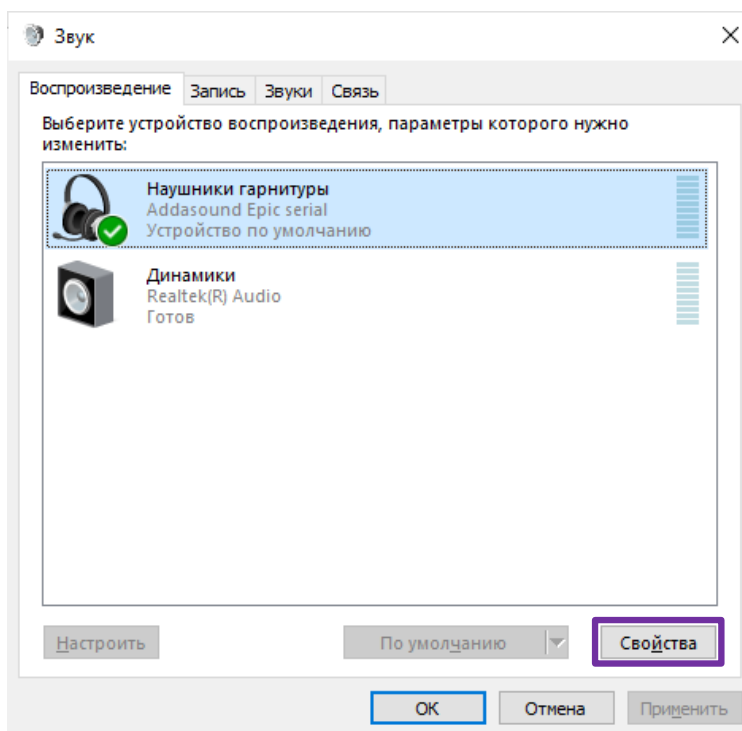 Звук
Воспроизведение Запись Звуки Связь
Выберите устройство воспроизведения, параметры которого нужно
изменить:
Наушники гарнитуры
Addasound Epic serial
Устройство по умолчанию
Динамики
Realtek(R) Audio
Готов
Настроить По умолчанию Свойства
ОК Отмена Применить